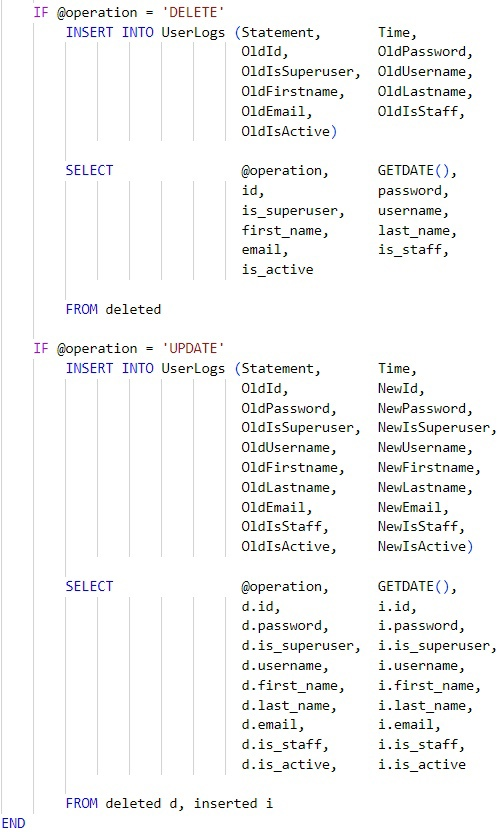 IF @operation = 'DELETE'
INSERT INTO UserLogs (Statement, Time,
OldId, OldPassword,
OldIsSuperuser, OldUsername,
OldFirstname, OldLastname,
OldEmail, OldIsStaff,
OldIsActive)
SELECT @operation, GETDATE(),
id, password,
is_superuser, username,
first_name, last_name,
email, is_staff,
is_active
FROM deleted
IF @operation = 'UPDATE'
INSERT INTO UserLogs (Statement, Time,
OldId, NewId,
OldPassword, NewPassword,
OldIsSuperuser, NewIsSuperuser,
OldUsername, NewUsername,
OldFirstname, NewFirstname,
OldLastname, NewLastname,
OldEmail, NewEmail,
OldIsStaff, NewIsStaff,
OldIsActive, NewIsActive)
SELECT @operation, GETDATE(),
d.id, i.id,
d.password, i.password,
d.is_superuser, i.is_superuser,
d.username, i.username,
d.first_name, i.first_name,
d.last_name, i.last_name,
d.email, i.email,
d.is_staff, i.is_staff,
d.is_active, i.is_active
FROM deleted d, inserted i
END